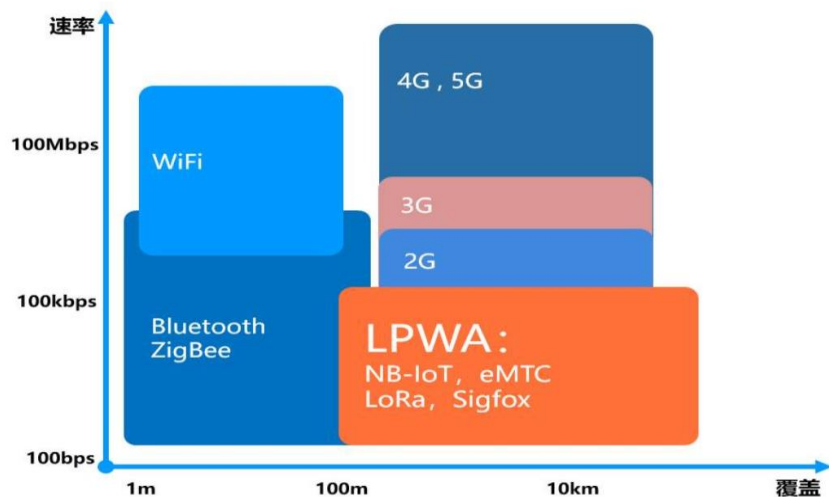 速率
4G , 5G
100Mbps
WiFi
3G
2G
100kbps
Bluetooth
ZigBee
LPWA：
NB-IoT，eMTC
LoRa，Sigfox
100bps
1m
100m
10km
覆盖